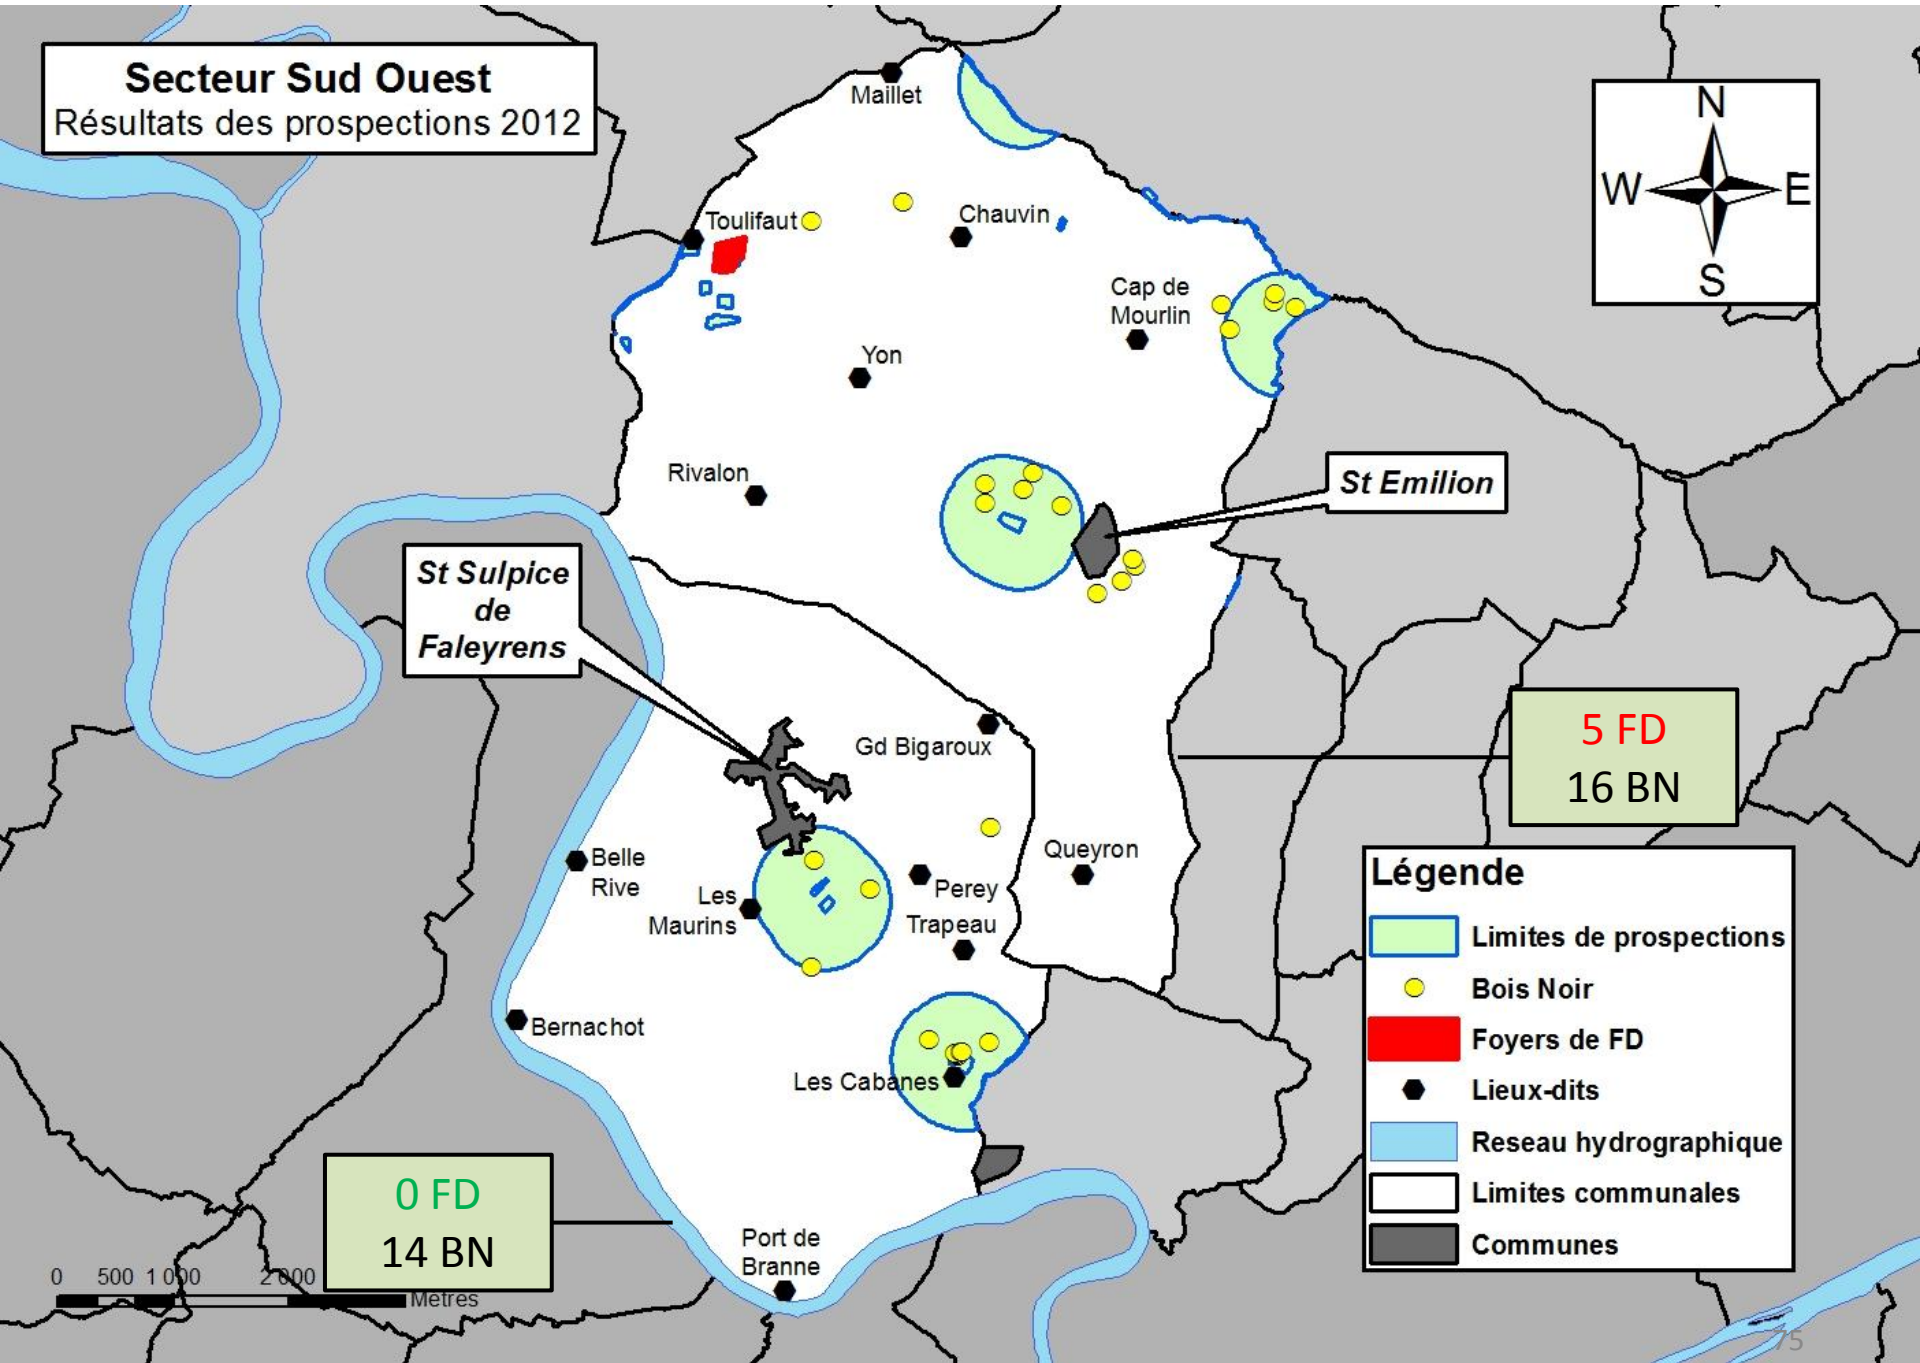 Secteur Sud Ouest
Résultats des prospections 2012
Maillet
N
W
E
S
Toulifaut
Chauvin
Cap de
Mourlin
Yon
Rivalon
St Emilion
St Sulpice
de
Faleyrens
Gd Bigaroux
5 FD
16 BN
Belle
Rive
Les
Maurins
Perey
Trapeau
Queyron
Bernachot
Les Cabanes
Légende
Limites de prospections
Bois Noir
Foyers de FD
Lieux-dits
Reseau hydrographique
Limites communales
Communes
0 FD
14 BN
Port de
Branne
0 500 1 000 2 000
Metres
75